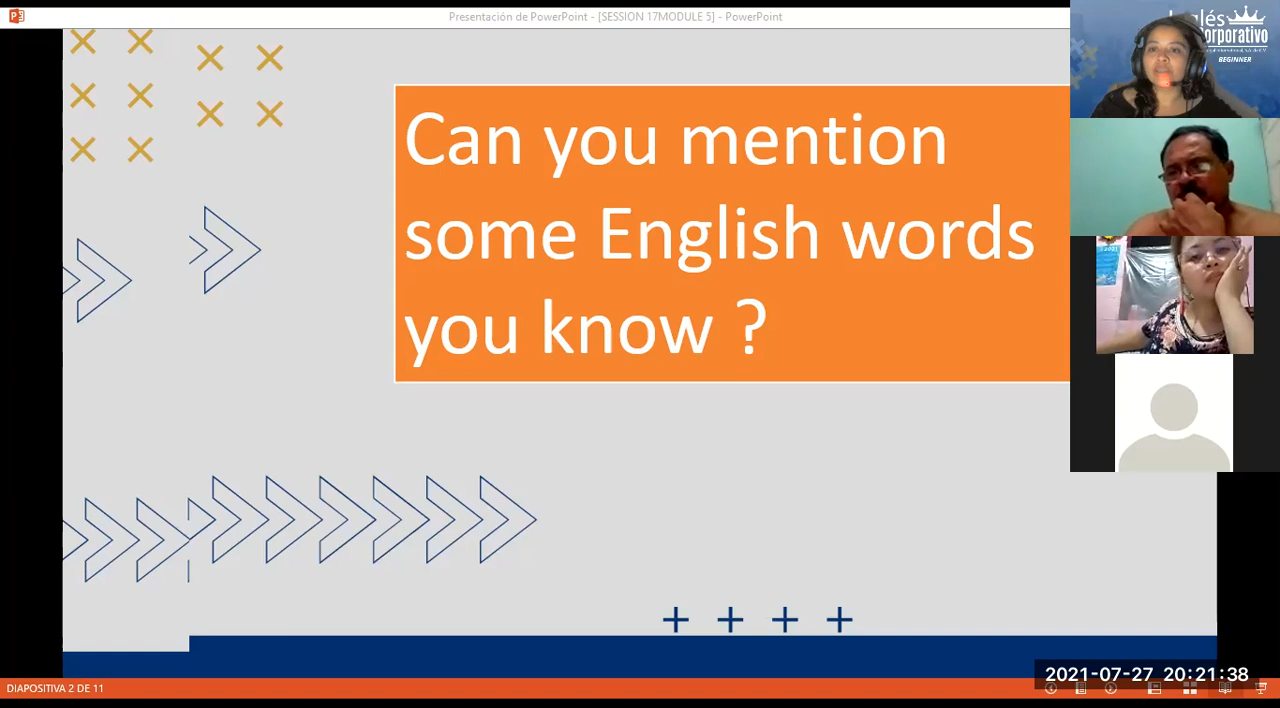 Presentación de PowerPoint - [SESSION 17MODULE 5] - PowerPoint
Can you mention
some English words
you know ?
BEGINNER
2021-07-27 20:21:38
DIAPOSITIVA 2 DE 11